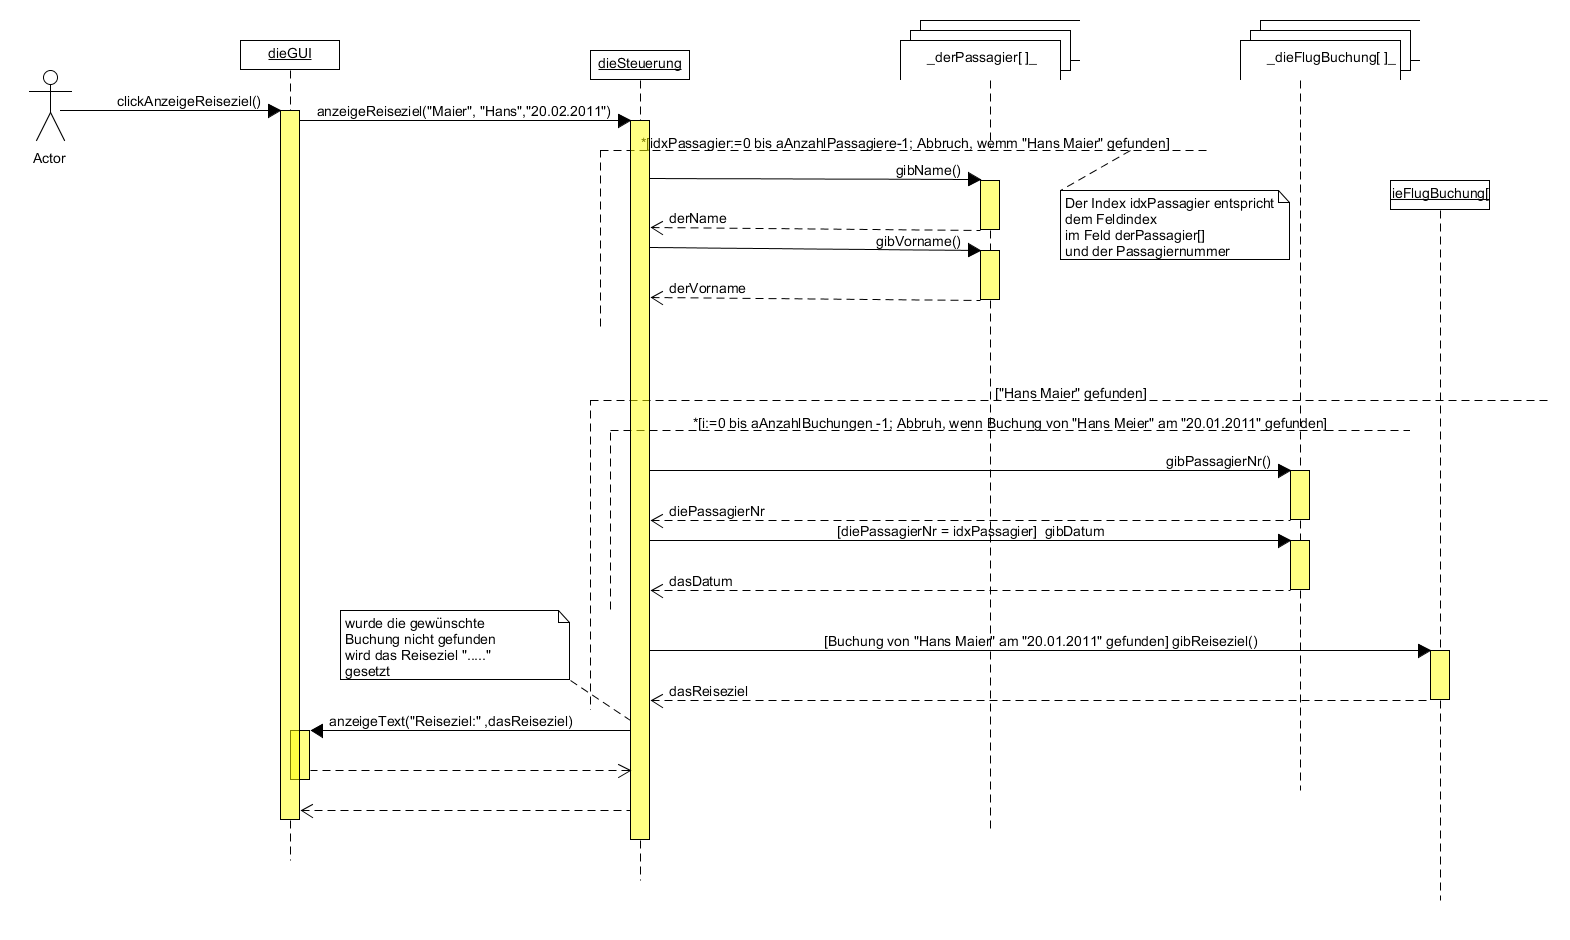 dieGUI
dieSteuerung
_derPassagier[ ]_
_dieFlugBuchung[ ]_
Actor
clickAnzeigeReiseziel()
anzeigeReiseziel("Maier", "Hans","20.02.2011")
*[idxPassagier:=0 bis aAnzahlPassagiere-1; Abbruch, wemm "Hans Maier" gefunden]
gibName()
ieFlugBuchung[
Der Index idxPassagier entspricht
dem Feldindex
im Feld derPassagier[]
und der Passagiernummer
derName
gibVorname()
derVorname
["Hans Maier" gefunden]
*[i:=0 bis aAnzahlBuchungen -1; Abbruh, wenn Buchung von "Hans Meier" am "20.01.2011" gefunden]
gibPassagierNr()
diePassagierNr
[diePassagierNr = idxPassagier]  gibDatum
dasDatum
wurde die gewünschte
Buchung nicht gefunden
wird das Reiseziel "....."
gesetzt
[Buchung von "Hans Maier" am "20.01.2011" gefunden] gibReiseziel()
dasReiseziel
anzeigeText("Reiseziel:" ,dasReiseziel)